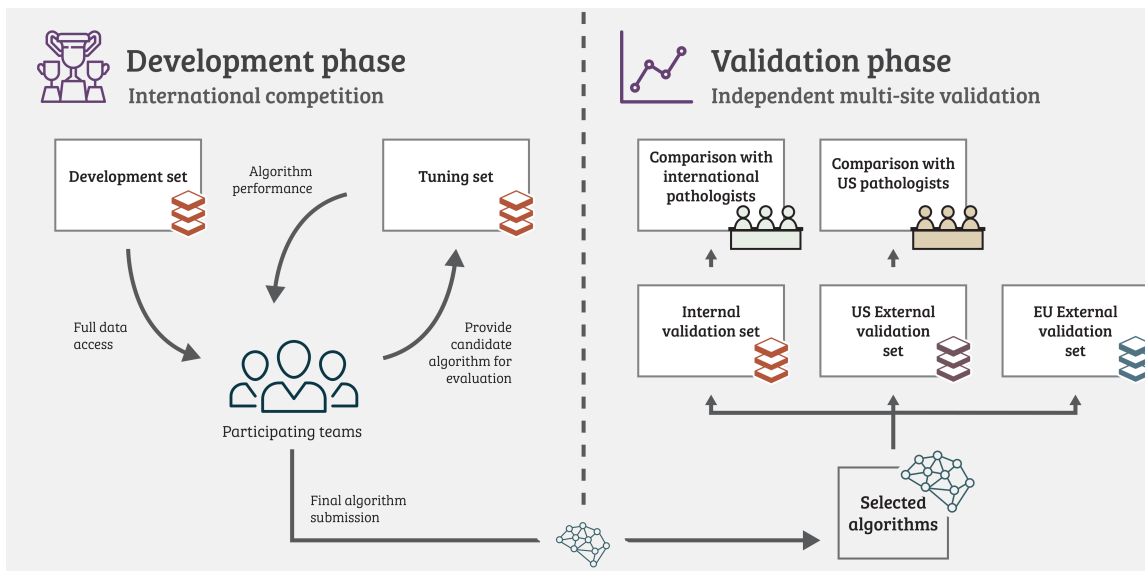 Development phase
International competition
Development set
Algorithm
performance
Tuning set
Full data
access
Provide
candidate
algorithm for
evaluation
Participating teams
Final algorithm
submission
Validation phase
Independent multi-site validation
Comparison with
international
pathologists
Comparison with
US pathologists
Internal
validation set
US External
validation
set
EU External
validation
set
Selected
algorithms